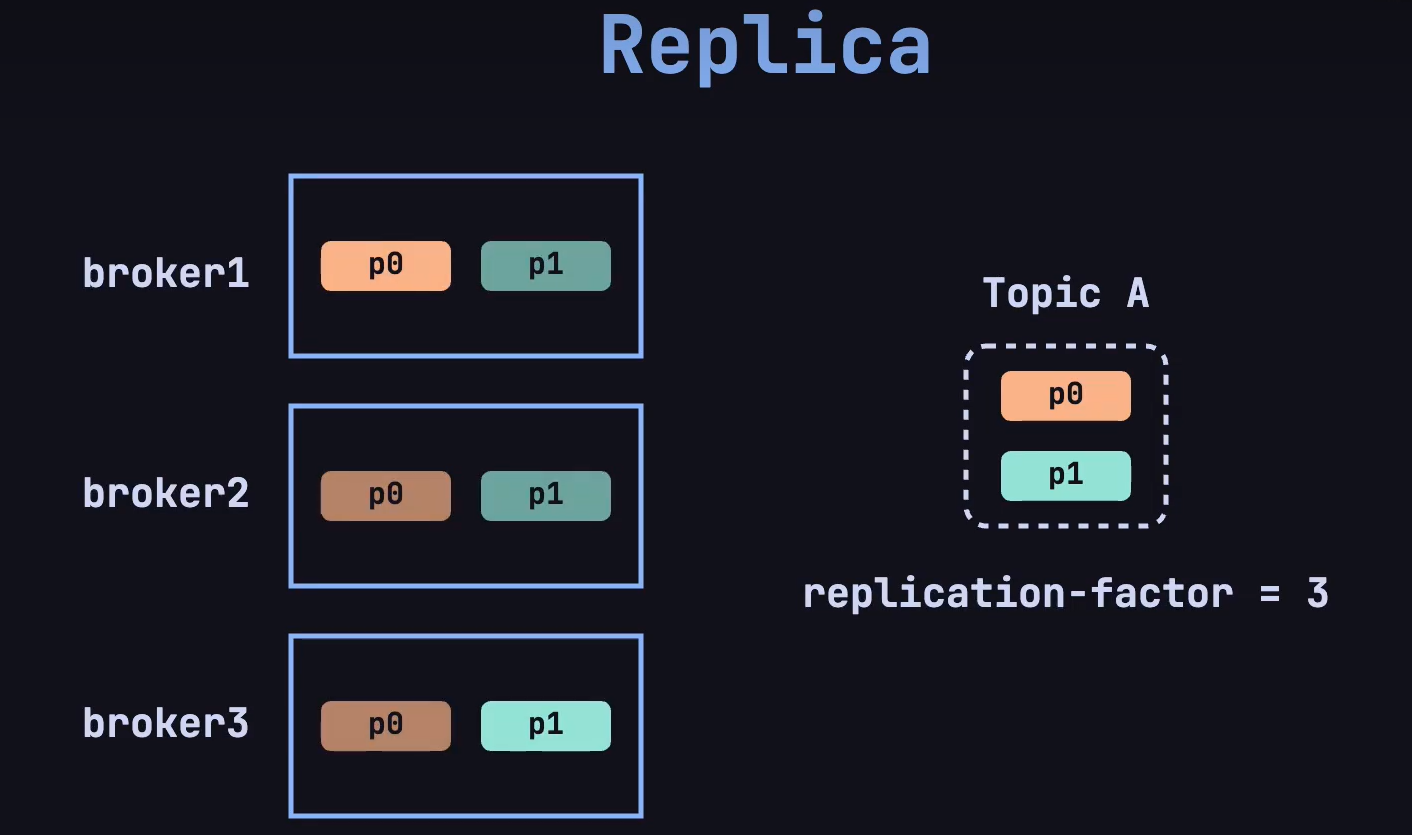 Replica
broker1
p0 p1
broker2
p0 p1
broker3
p0 p1
Topic A
p0
p1
replication-factor = 3